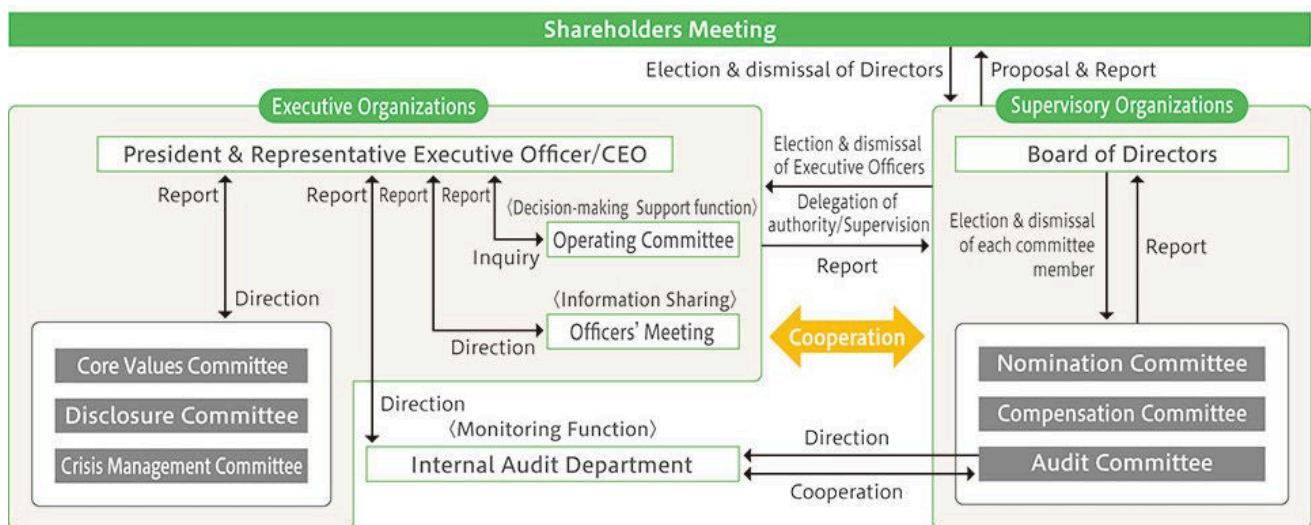 Shareholders Meeting
Election & dismissal of Directors
Proposal & Report
Executive Organizations
Supervisory Organizations
President & Representative Executive Officer/CEO
Election & dismissal
of Executive Officers
Board of Directors
Report
Report
Report
Report
〈Decision-making Support function〉
Operating Committee
Inquiry
Delegation of
authority/Supervision
Report
Election & dismissal
of each committee
member
Report
Direction
〈Information Sharing〉
Officers' Meeting
Direction
Cooperation
Core Values Committee
Disclosure Committee
Crisis Management Committee
Nomination Committee
Compensation Committee
Audit Committee
Direction
〈Monitoring Function〉
Internal Audit Department
Direction
Cooperation